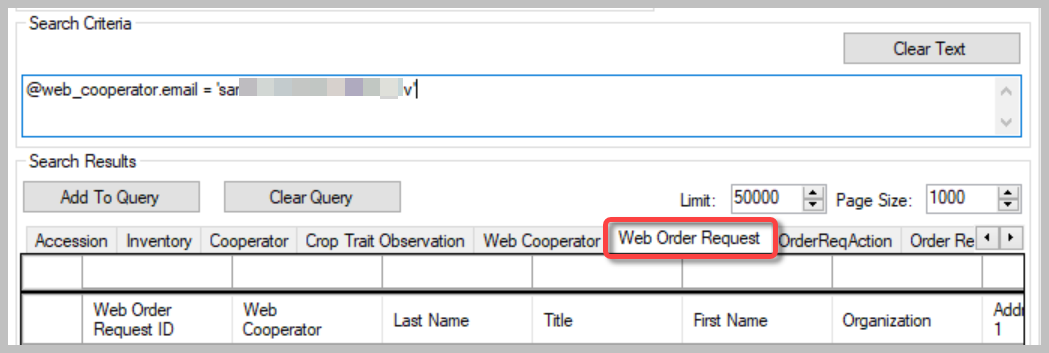 Search Criteria
Clear Text
@web_cooperator.email = 'sar v'
Search Results
Add To Query Clear Query Limit: 50000 Page Size: 1000
Accession Inventory Cooperator Crop Trait Observation Web Cooperator Web Order Request OrderReqAction Order Re
Web Order Request ID Web Cooperator Last Name Title First Name Organization Addr 1